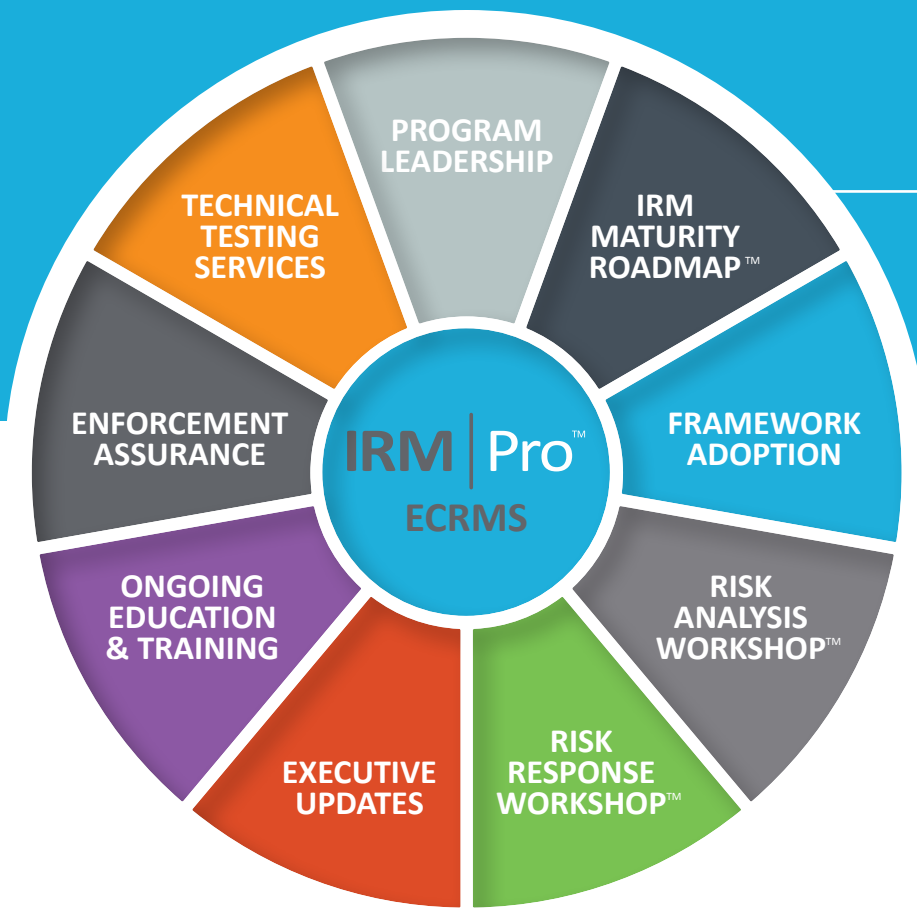 PROGRAM
LEADERSHIP
IRM
MATURITY
ROADMAP™
FRAMEWORK
ADOPTION
RISK
ANALYSIS
WORKSHOP™
RISK
RESPONSE
WORKSHOP™
EXECUTIVE
UPDATES
ONGOING
EDUCATION
& TRAINING
ENFORCEMENT
ASSURANCE
TECHNICAL
TESTING
SERVICES
IRM | Pro™
ECRMS